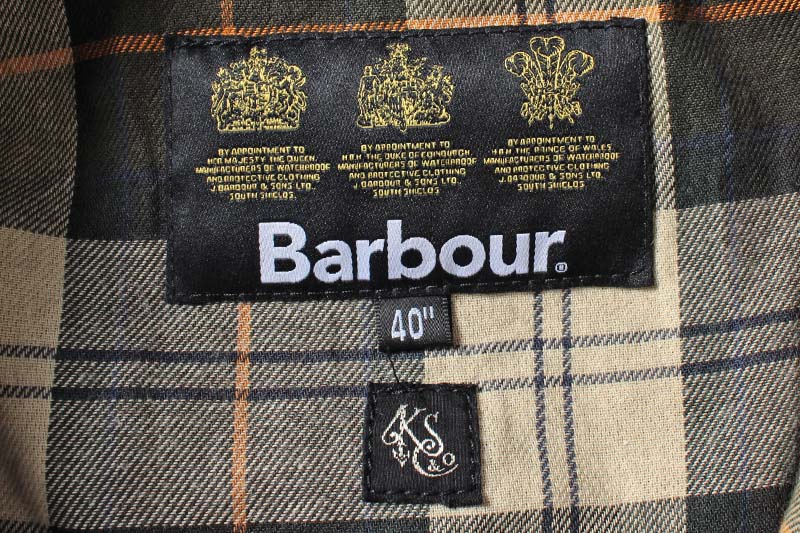 BY APPOINTMENT TO
HER MAJESTY THE QUEEN.
MANUFACTURERS OF WATERPROOF
AND PROTECTIVE CLOTHING
J. BARBOUR & SONS LTD.
SOUTH SHIELDS.
BY APPOINTMENT TO
H.R.H. THE DUKE OF EDINBURGH.
MANUFACTURERS OF WATERPROOF
AND PROTECTIVE CLOTHING
J. BARBOUR & SONS LTD.
SOUTH SHIELDS.
BY APPOINTMENT TO
H.R.H. THE PRINCE OF WALES.
MANUFACTURERS OF WATERPROOF
AND PROTECTIVE CLOTHING
J. BARBOUR & SONS LTD.
SOUTH SHIELDS.
Barbour®
40"
KS
&Co